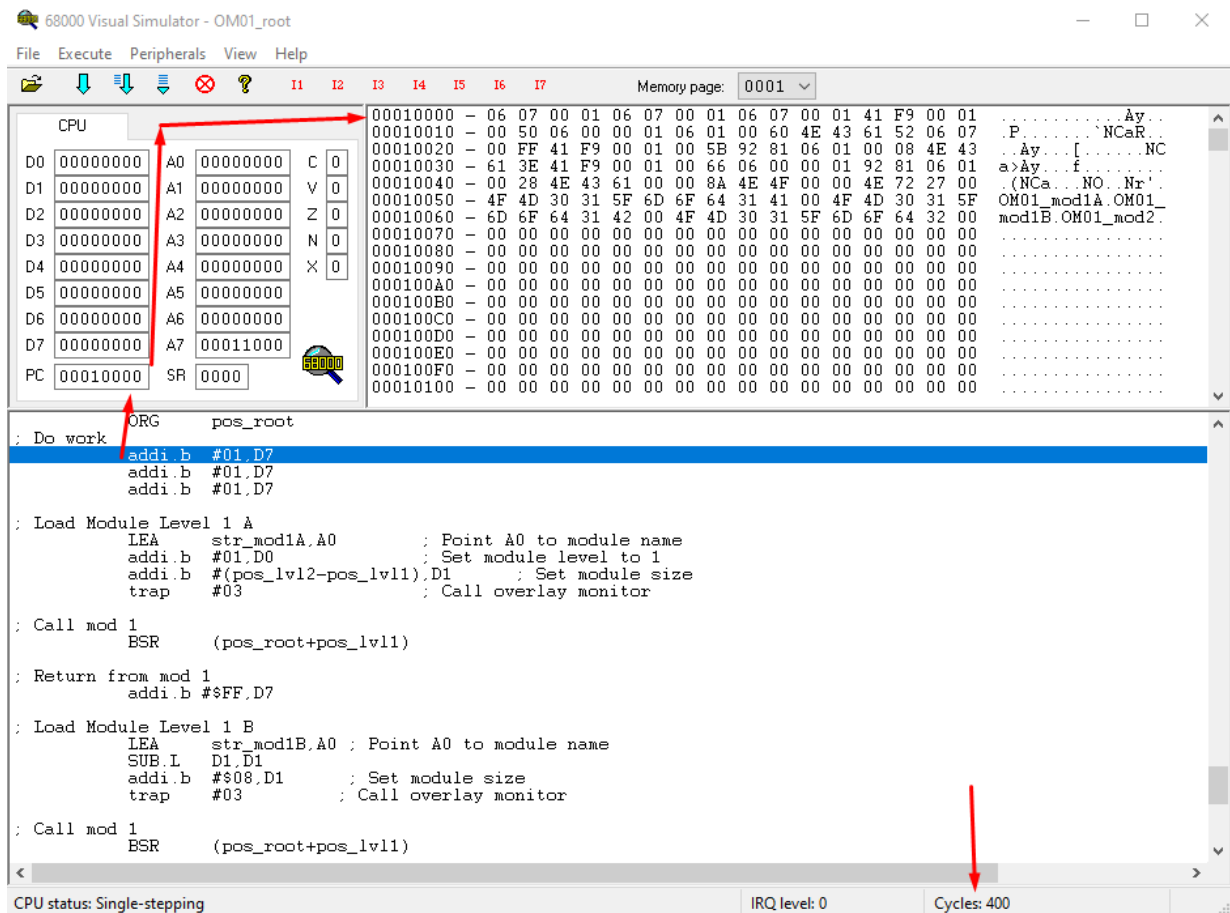 68000 Visual Simulator - OM01_root
File Execute Peripherals View Help
I1 I2 I3 I4 I5 I6 I7 Memory page: 0001
CPU
D0 00000000 A0 00000000 C 0
D1 00000000 A1 00000000 V 0
D2 00000000 A2 00000000 Z 0
D3 00000000 A3 00000000 N 0
D4 00000000 A4 00000000 X 0
D5 00000000 A5 00000000
D6 00000000 A6 00000000
D7 00000000 A7 00011000
68000
PC 00010000 SR 0000
00010000 - 06 07 00 01 06 07 00 01 06 07 00 01 41 F9 00 01 ............Ay..
00010010 - 00 50 06 00 00 01 06 01 00 60 4E 43 61 52 06 07 .P.......`NCaR..
00010020 - 00 FF 41 F9 00 01 00 5B 92 81 06 01 00 08 4E 43 ..Ay...[......NC
00010030 - 61 3E 41 F9 00 01 00 66 06 00 00 01 92 81 06 01 a>Ay...f........
00010040 - 00 28 4E 43 61 00 00 8A 4E 4F 00 00 4E 72 27 00 .(NCa...NO..Nr'.
00010050 - 4F 4D 30 31 5F 6D 6F 64 31 41 00 4F 4D 30 31 5F OM01_mod1A.OM01_
00010060 - 6D 6F 64 31 42 00 4F 4D 30 31 5F 6D 6F 64 32 00 mod1B.OM01_mod2.
00010070 - 00 00 00 00 00 00 00 00 00 00 00 00 00 00 00 00 ................
00010080 - 00 00 00 00 00 00 00 00 00 00 00 00 00 00 00 00 ................
00010090 - 00 00 00 00 00 00 00 00 00 00 00 00 00 00 00 00 ................
000100A0 - 00 00 00 00 00 00 00 00 00 00 00 00 00 00 00 00 ................
000100B0 - 00 00 00 00 00 00 00 00 00 00 00 00 00 00 00 00 ................
000100C0 - 00 00 00 00 00 00 00 00 00 00 00 00 00 00 00 00 ................
000100D0 - 00 00 00 00 00 00 00 00 00 00 00 00 00 00 00 00 ................
000100E0 - 00 00 00 00 00 00 00 00 00 00 00 00 00 00 00 00 ................
000100F0 - 00 00 00 00 00 00 00 00 00 00 00 00 00 00 00 00 ................
00010100 - 00 00 00 00 00 00 00 00 00 00 00 00 00 00 00 00 ................
ORG pos_root
; Do work
addi.b #01,D7
addi.b #01,D7
addi.b #01,D7
; Load Module Level 1 A
LEA str_mod1A,A0 ; Point A0 to module name
addi.b #01,D0 ; Set module level to 1
addi.b #(pos_lvl2-pos_lvl1),D1 ; Set module size
trap #03 ; Call overlay monitor
; Call mod 1
BSR (pos_root+pos_lvl1)
; Return from mod 1
addi.b #$FF,D7
; Load Module Level 1 B
LEA str_mod1B,A0 ; Point A0 to module name
SUB.L D1,D1
addi.b #$08,D1 ; Set module size
trap #03 ; Call overlay monitor
; Call mod 1
BSR (pos_root+pos_lvl1)
CPU status: Single-stepping IRQ level: 0 Cycles: 400